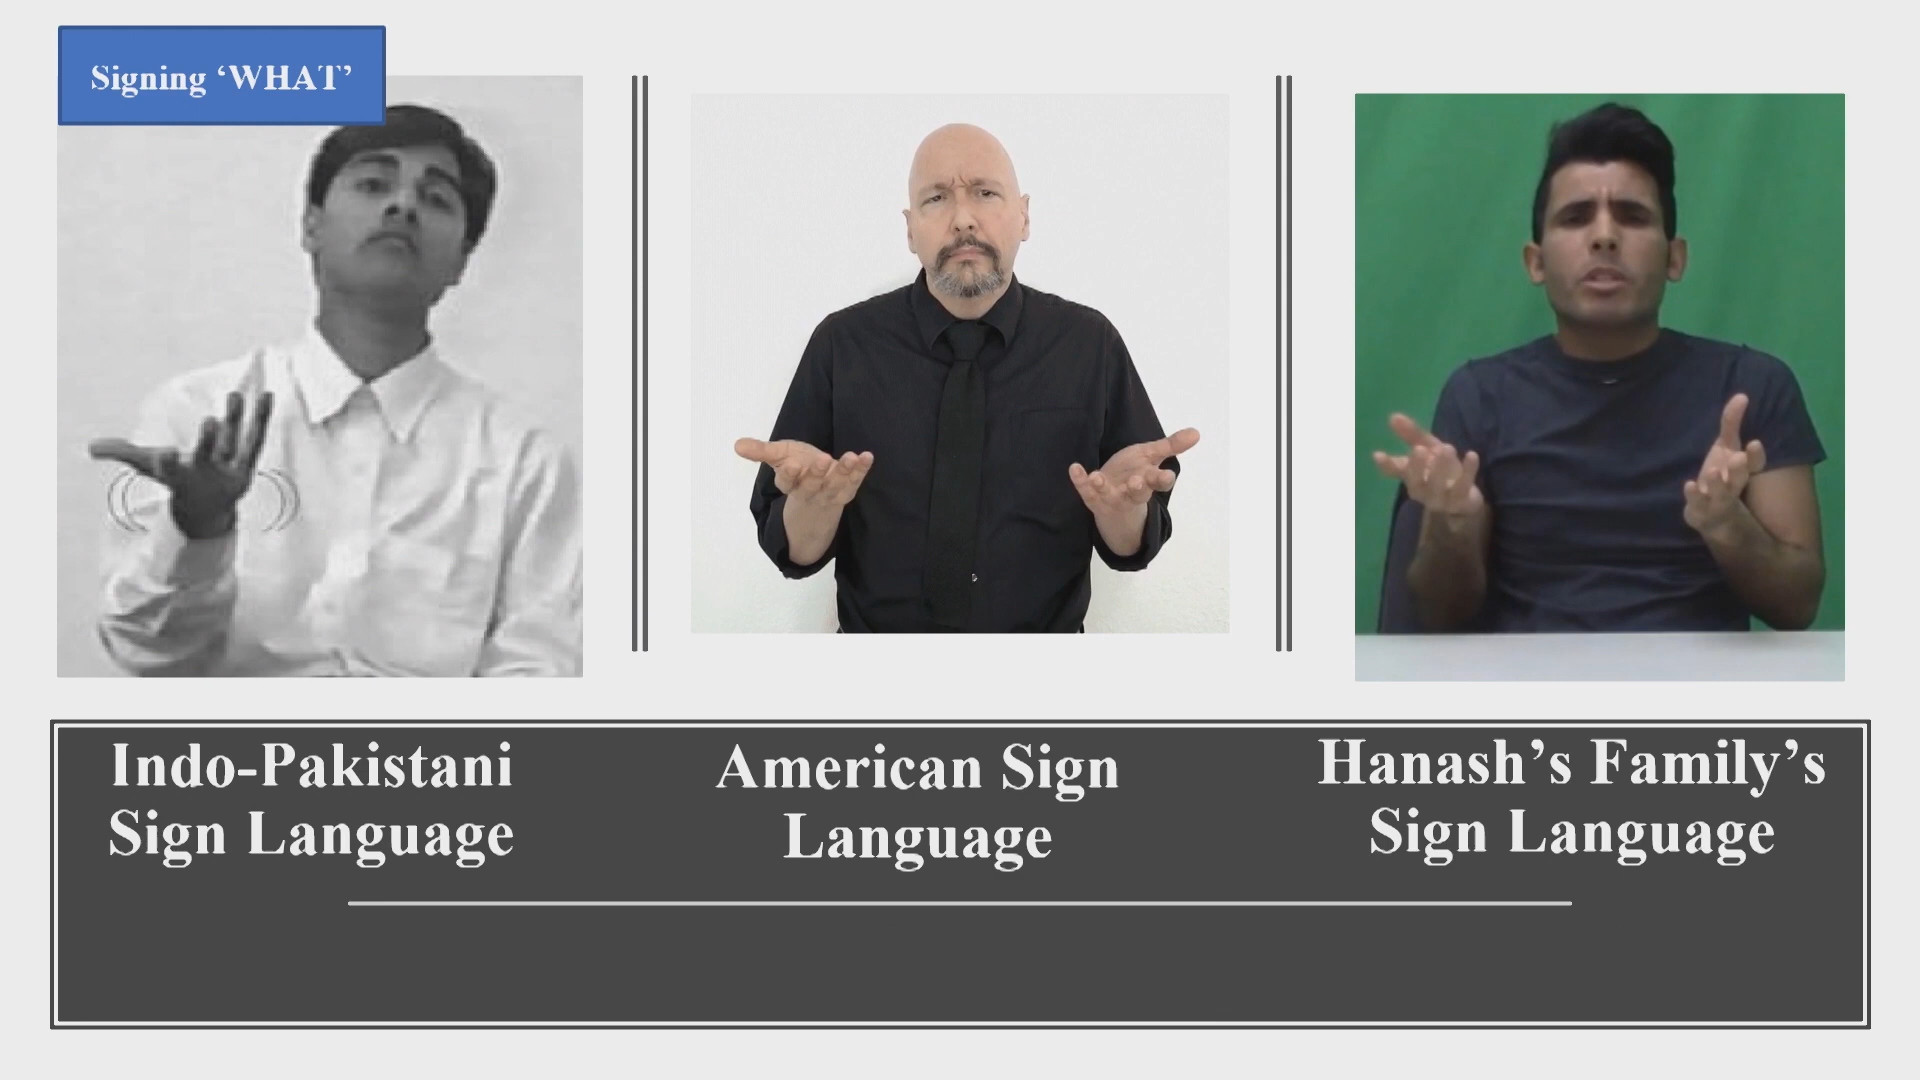 Signing ‘WHAT’
Indo-Pakistani
Sign Language
American Sign
Language
Hanash’s Family’s
Sign Language